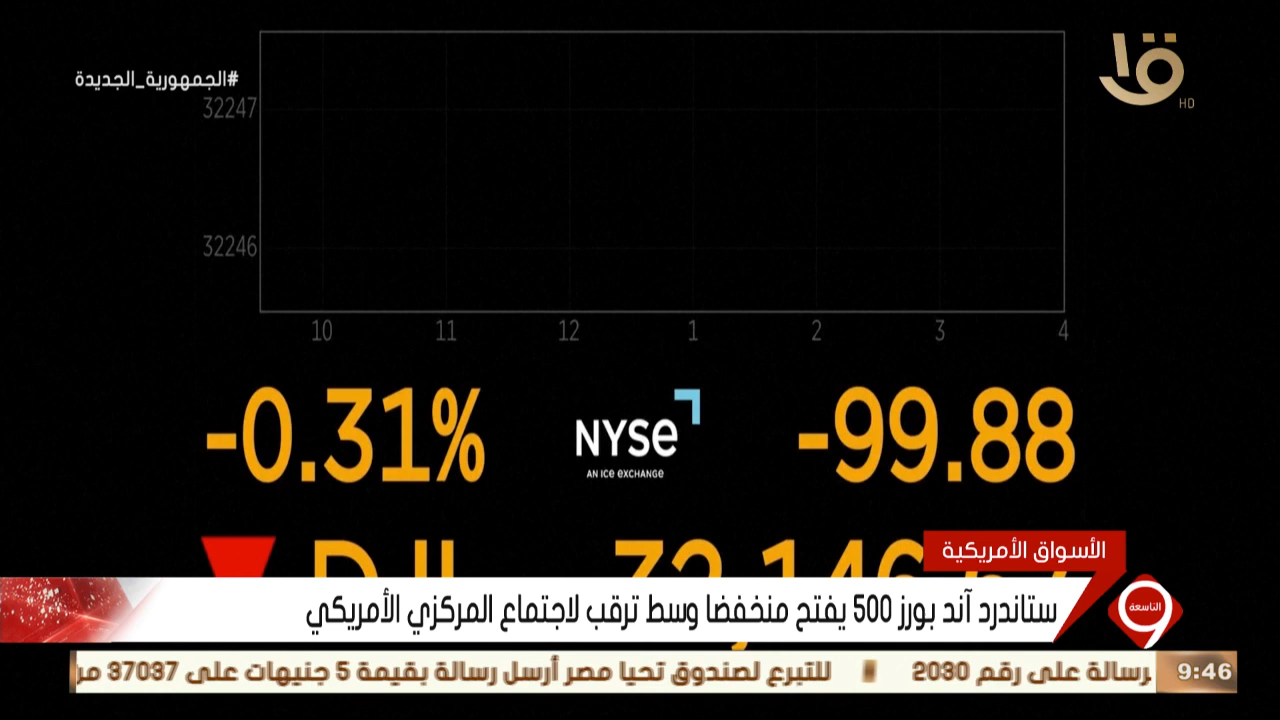 #الجمهورية_الجديدة
HD
32247
32246
10 11 12 1 2 3 4
-0.31%
NYSE
AN ICE EXCHANGE
-99.88
الأسواق الأمريكية
ستاندرد آند بورز 500 يفتح منخفضا وسط ترقب لاجتماع المركزي الأمريكي
التاسعة
9:46
برسالة على رقم 2030
للتبرع لصندوق تحيا مصر أرسل رسالة بقيمة 5 جنيهات على 37037